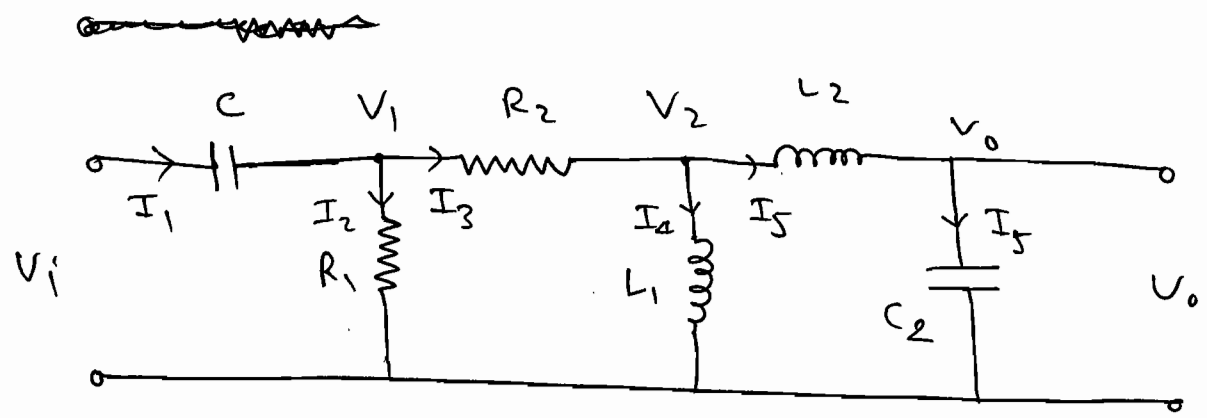 C V₁ R₂ V₂ L₂ V₀
I₁ I₂ I₃ I₄ I₅ I₅
Vi R₁ L₁ C₂ V₀